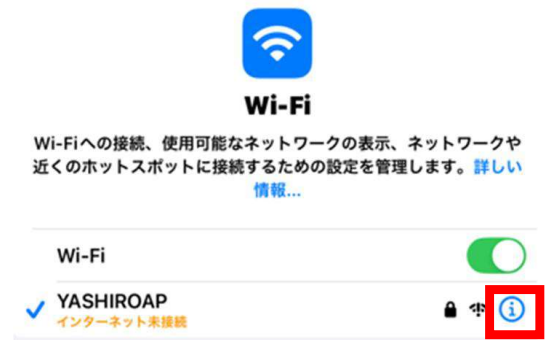 Wi-Fi
Wi-Fiへの接続、使用可能なネットワークの表示、ネットワークや
近くのホットスポットに接続するための設定を管理します。詳しい
情報...
Wi-Fi
YASHIROAP
インターネット未接続